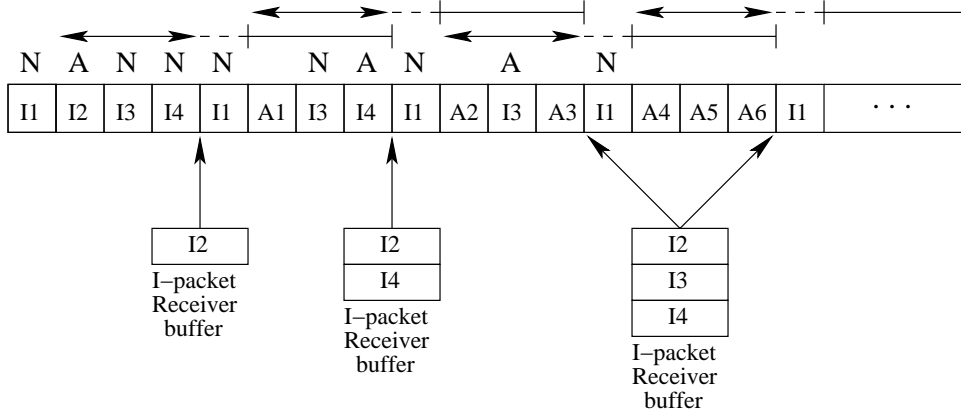 N A N N N N A N A N
I1 I2 I3 I4 I1 A1 I3 I4 I1 A2 I3 A3 I1 A4 A5 A6 I1 · · ·
I2
I–packet
Receiver
buffer
I2
I4
I–packet
Receiver
buffer
I2
I3
I4
I–packet
Receiver
buffer